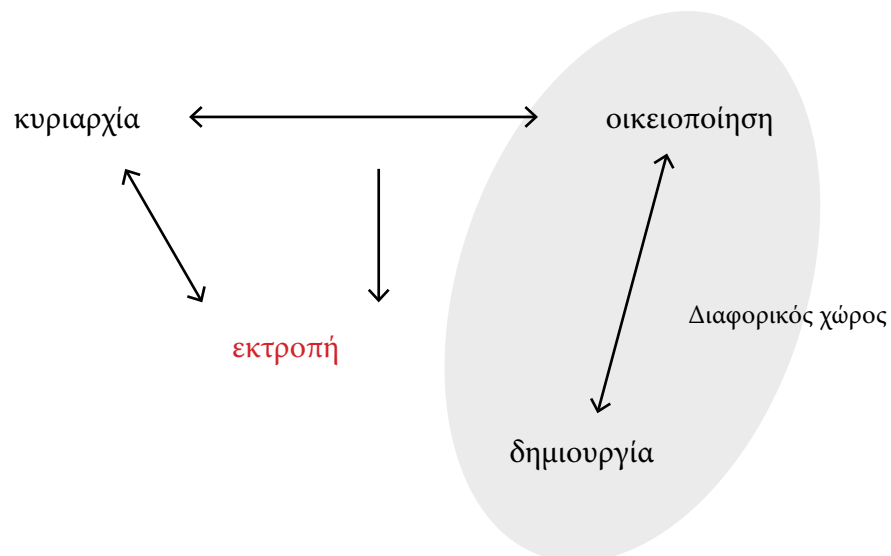 κυριαρχία
οικειοποίηση
Διαφορικός χώρος
εκτροπή
δημιουργία